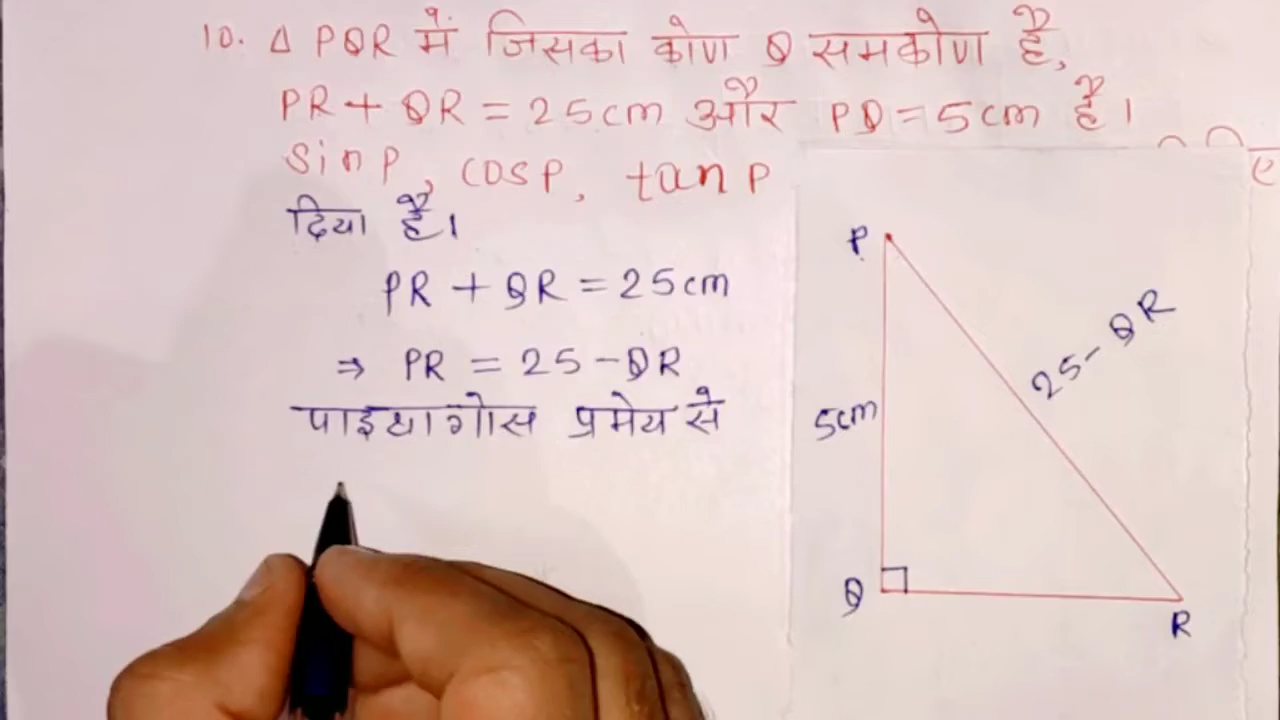 10. Δ PQR में जिसका कोण Q समकोण है,
PR + QR = 25cm और PQ = 5cm है।
sin P, cos P, tan P
दिया है।
PR + QR = 25cm
⇒ PR = 25 - QR
पाइथागोस प्रमेय से
P
25 - QR
5cm
Q
R